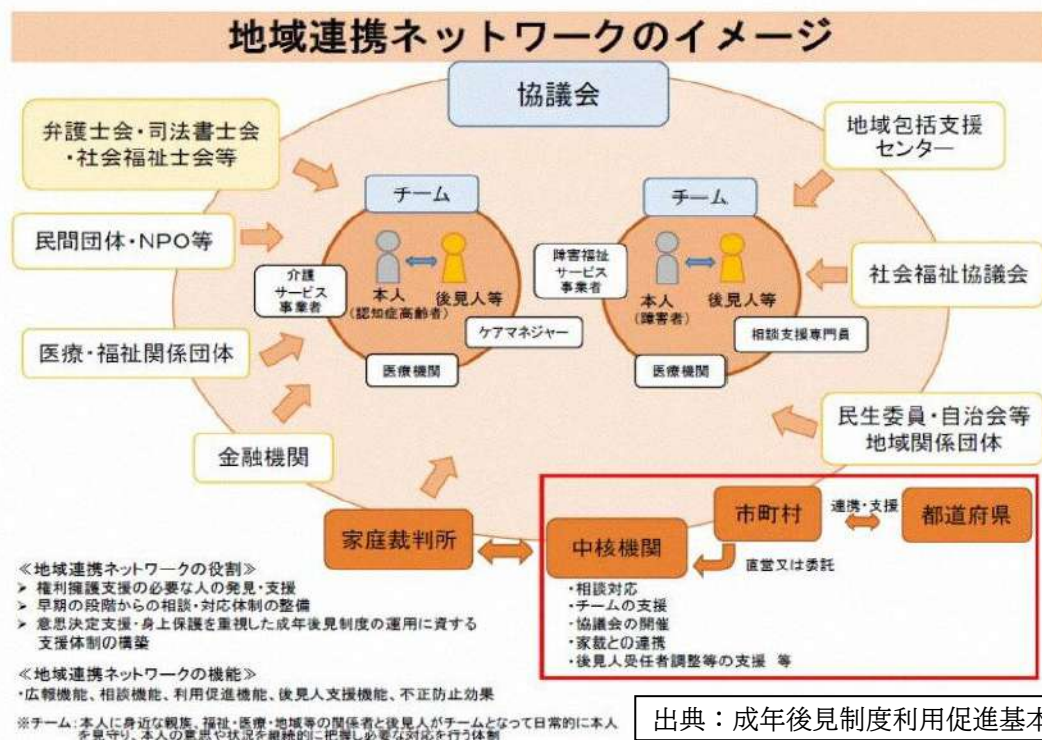 地域連携ネットワークのイメージ
協議会
弁護士会・司法書士会
・社会福祉士会等
地域包括支援
センター
チーム
チーム
民間団体・NPO等
介護
サービス
事業者
本人
(認知症高齢者)
後見人等
ケアマネジャー
医療機関
障害福祉
サービス
事業者
本人
(障害者)
後見人等
相談支援専門員
医療機関
社会福祉協議会
医療・福祉関係団体
民生委員・自治会等
地域関係団体
金融機関
家庭裁判所
中核機関
市町村
連携・支援
都道府県
直営又は委託
・相談対応
・チームの支援
・協議会の開催
・家裁との連携
・後見人受任者調整等の支援 等
≪地域連携ネットワークの役割≫
➢ 権利擁護支援の必要な人の発見・支援
➢ 早期の段階からの相談・対応体制の整備
➢ 意思決定支援・身上保護を重視した成年後見制度の運用に資する
支援体制の構築
≪地域連携ネットワークの機能≫
・広報機能、相談機能、利用促進機能、後見人支援機能、不正防止効果
※チーム:本人に身近な親族、福祉・医療・地域等の関係者と後見人がチームとなって日常的に本人
を見守り、本人の意思や状況を継続的に把握し必要な対応を行う体制
出典：成年後見制度利用促進基本